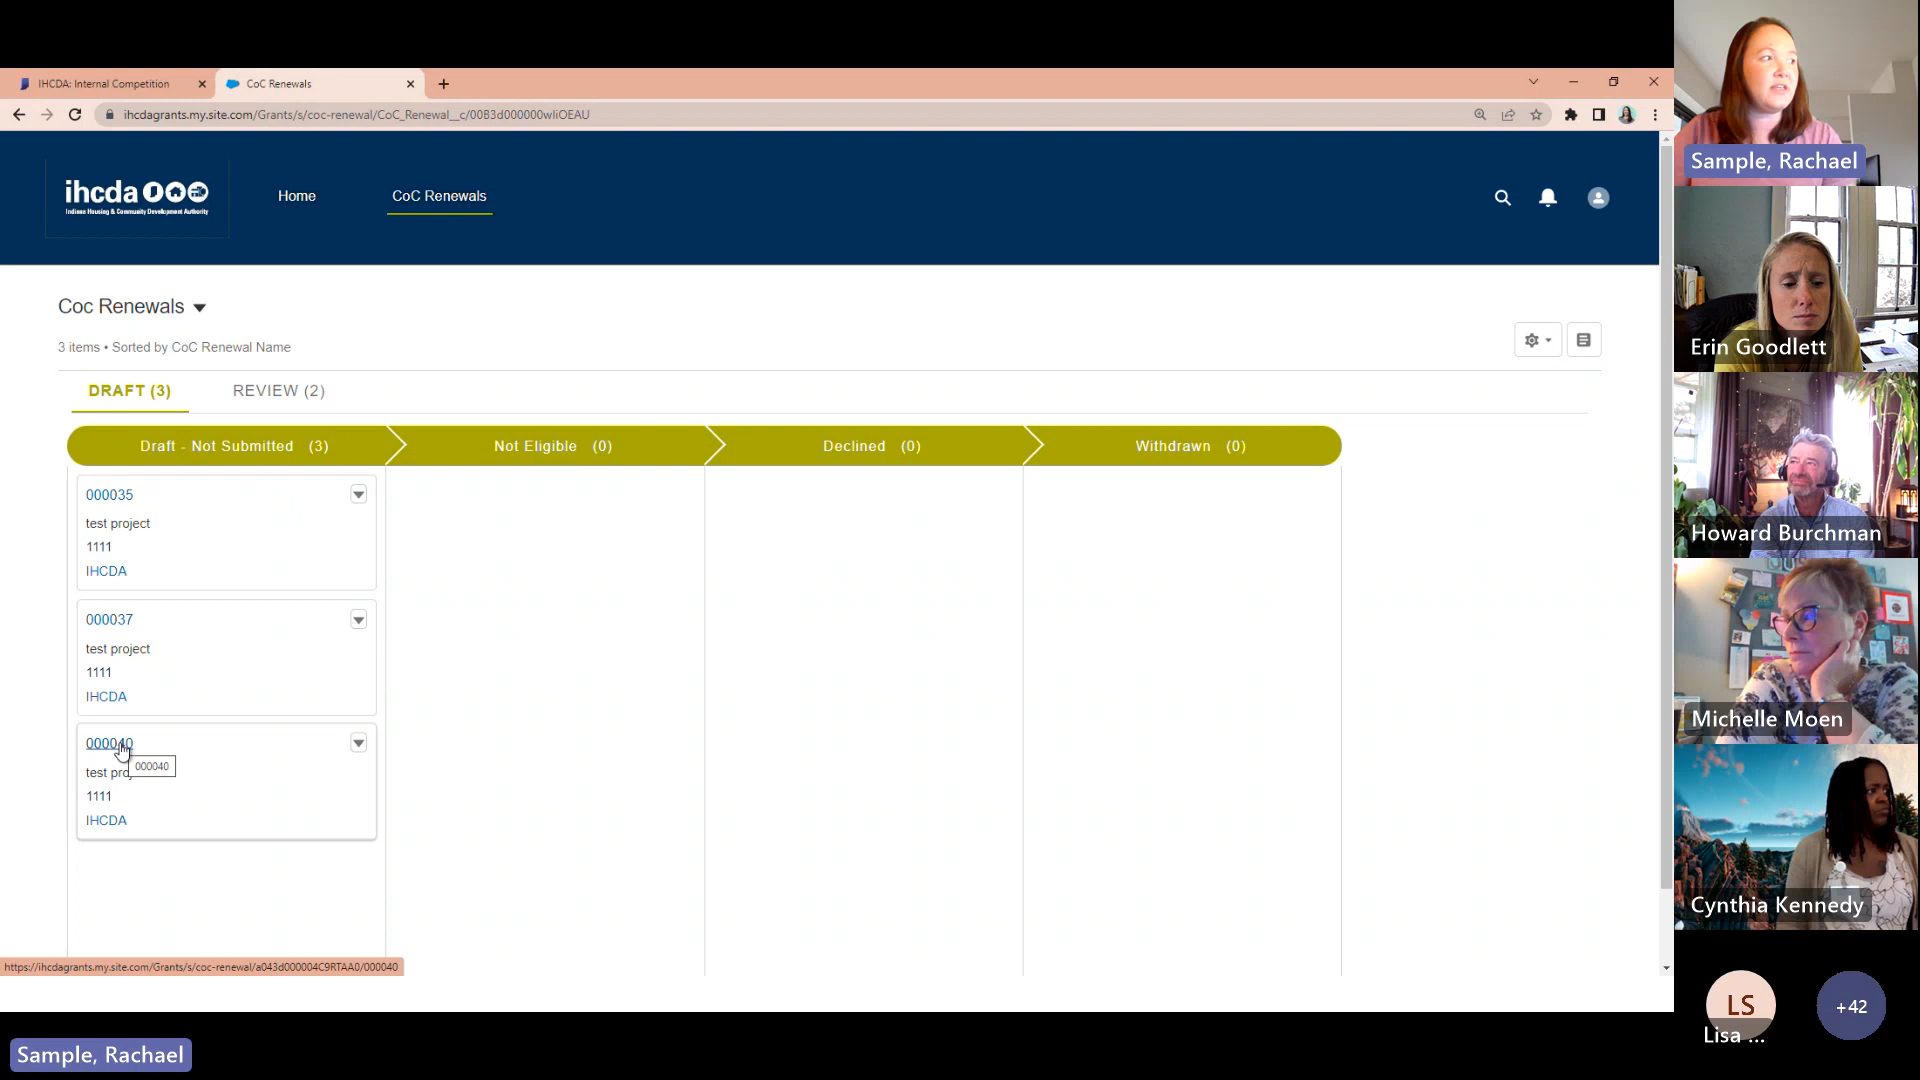 IHCDA: Internal Competition
CoC Renewals
ihcdagrants.my.site.com/Grants/s/coc-renewal/CoC_Renewal__c/00B3d000000wIiOEAU
ihcda
Indiana Housing & Community Development Authority
Home
CoC Renewals
Coc Renewals
3 items • Sorted by CoC Renewal Name
DRAFT (3)
REVIEW (2)
Draft - Not Submitted (3)
Not Eligible (0)
Declined (0)
Withdrawn (0)
000035
test project
1111
IHCDA
000037
test project
1111
IHCDA
000040
000040
test proj
1111
IHCDA
https://ihcdagrants.my.site.com/Grants/s/coc-renewal/a043d000004C9RTAA0/000040
Sample, Rachael
Sample, Rachael
Erin Goodlett
Howard Burchman
Michelle Moen
Cynthia Kennedy
LS
Lisa ...
+42